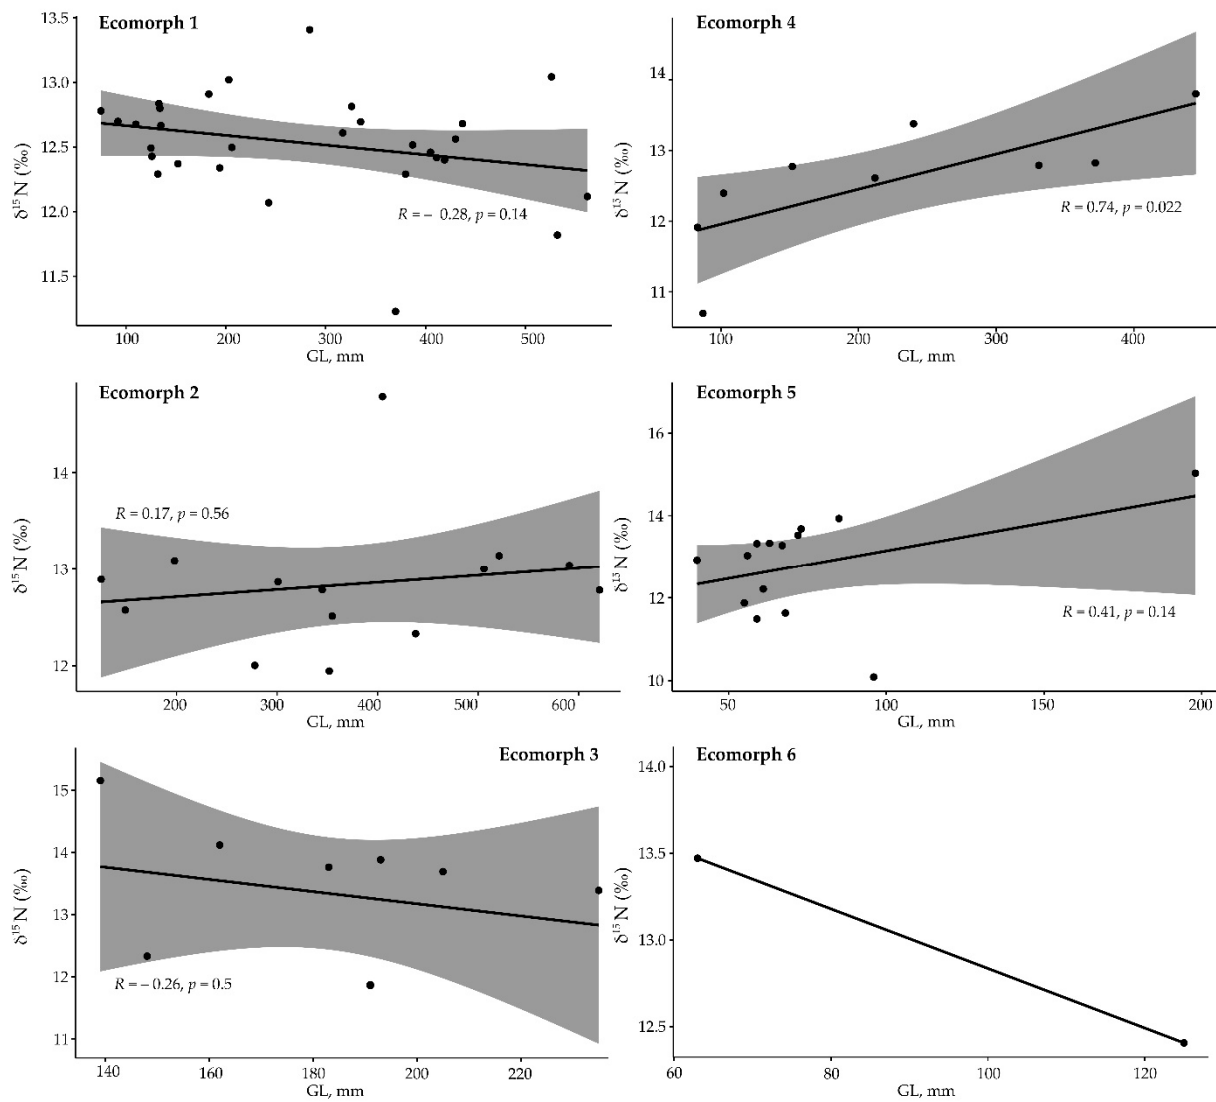 Ecomorph 1
13.5
13.0
12.5
12.0
11.5
δ15N (‰)
R = – 0.28, p = 0.14
100 200 300 400 500
GL, mm
Ecomorph 4
14
13
12
11
δ15N (‰)
R = 0.74, p = 0.022
100 200 300 400
GL, mm
Ecomorph 2
14
13
12
δ15N (‰)
R = 0.17, p = 0.56
200 300 400 500 600
GL, mm
Ecomorph 5
16
14
12
10
δ15N (‰)
R = 0.41, p = 0.14
50 100 150 200
GL, mm
Ecomorph 3
15
14
13
12
11
δ15N (‰)
R = – 0.26, p = 0.5
140 160 180 200 220
GL, mm
Ecomorph 6
14.0
13.5
13.0
12.5
δ15N (‰)
60 80 100 120
GL, mm